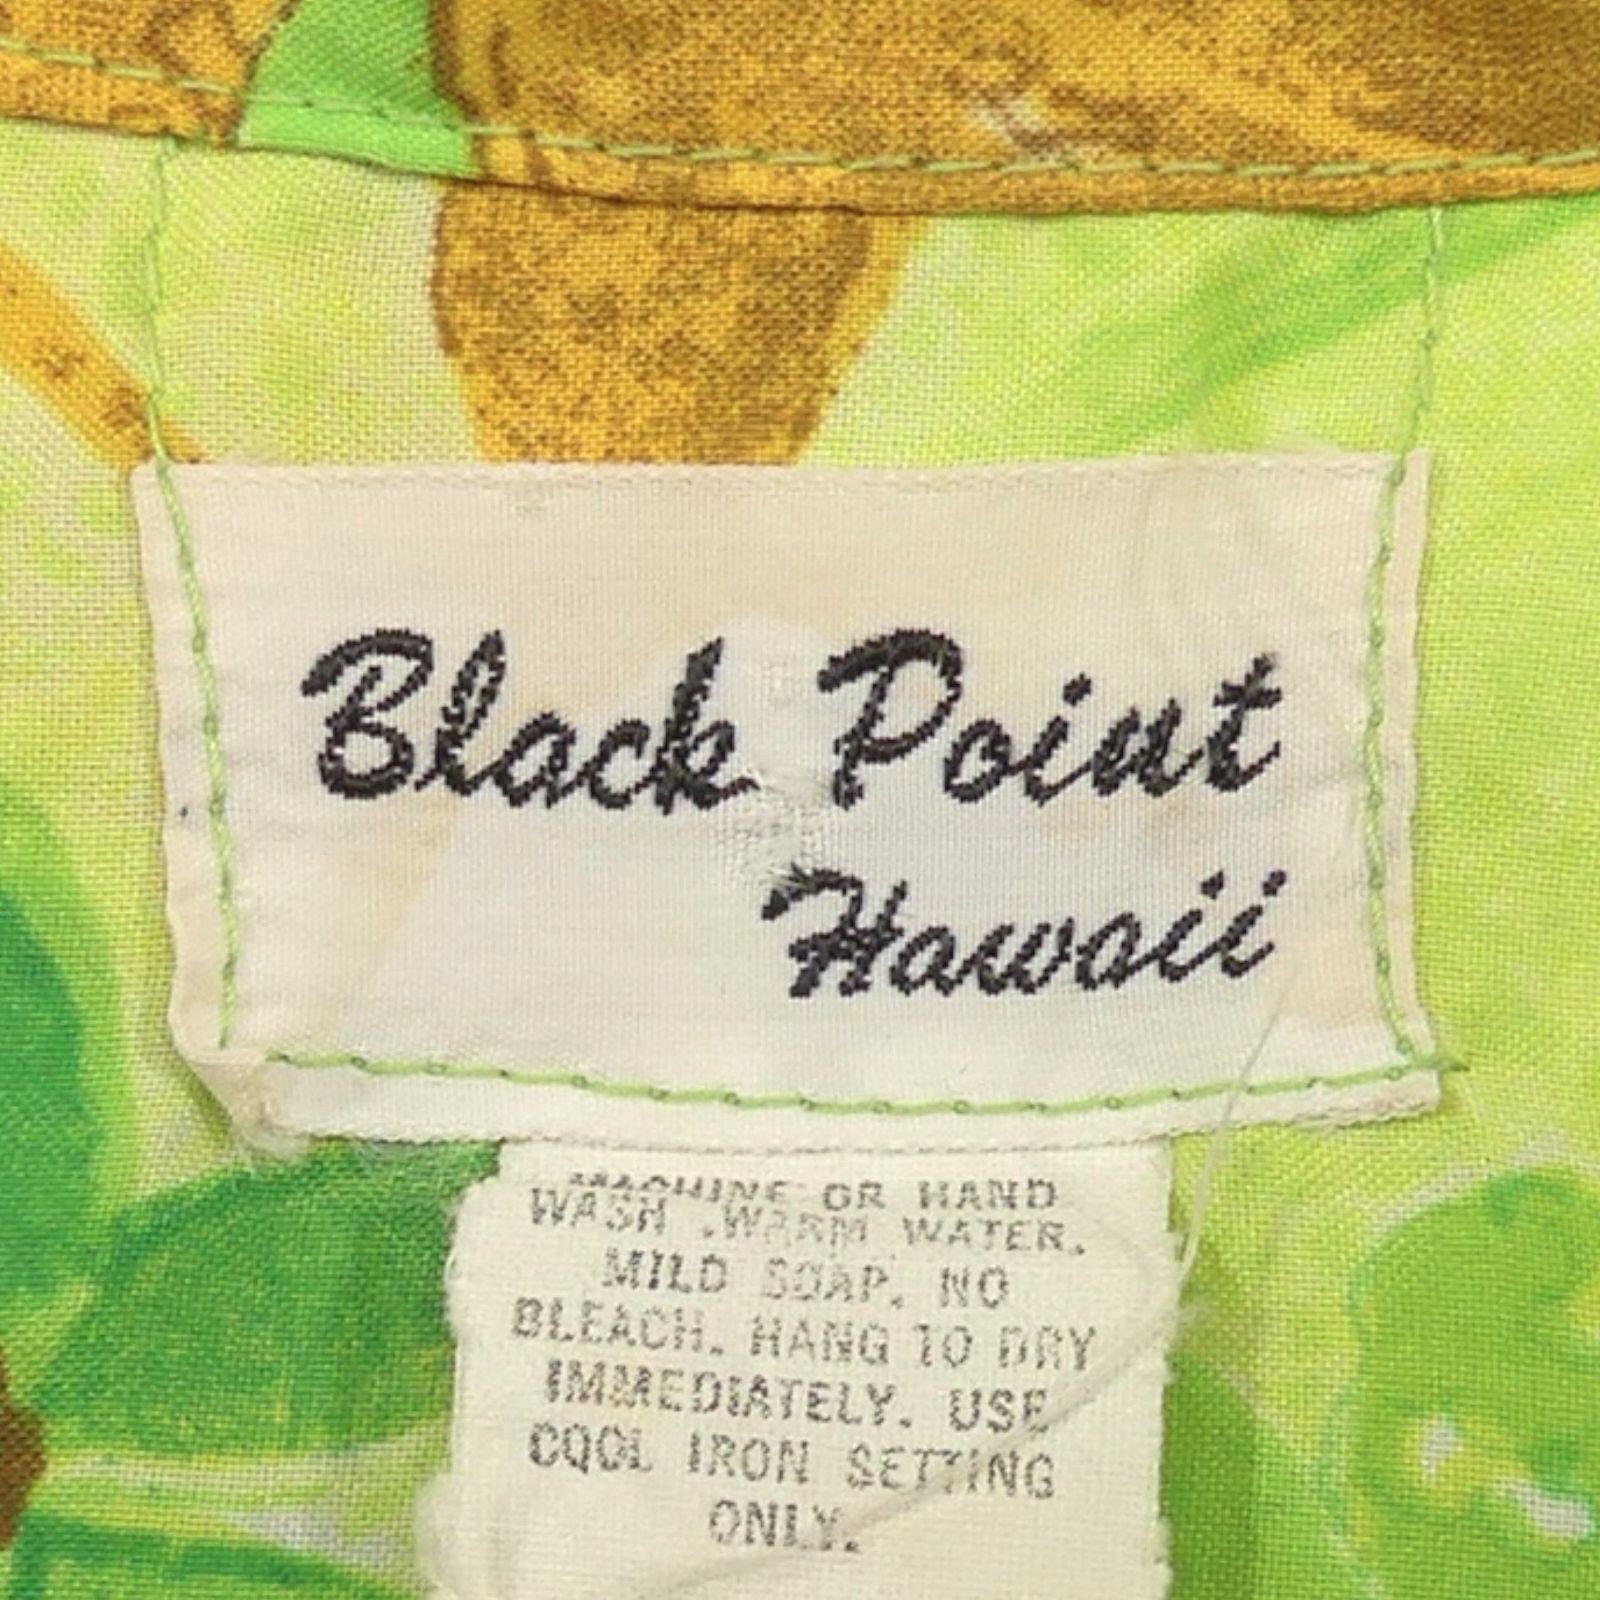 Black Point
Hawaii
MACHINE OR HAND
WASH .WARM WATER.
MILD SOAP. NO
BLEACH. HANG TO DRY
IMMEDIATELY. USE
COOL IRON SETTING
ONLY.